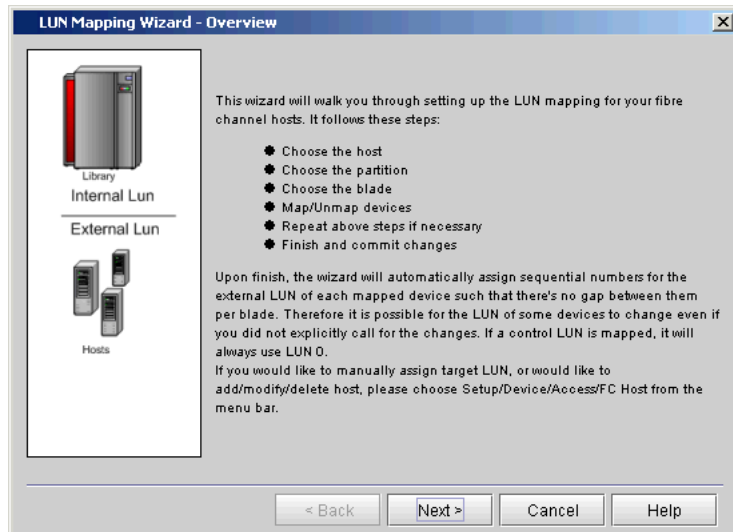 LUN Mapping Wizard - Overview
Library
Internal Lun
External Lun
Hosts
This wizard will walk you through setting up the LUN mapping for your fibre
channel hosts. It follows these steps:
Choose the host
Choose the partition
Choose the blade
Map/Unmap devices
Repeat above steps if necessary
Finish and commit changes
Upon finish, the wizard will automatically assign sequential numbers for the
external LUN of each mapped device such that there's no gap between them
per blade. Therefore it is possible for the LUN of some devices to change even if
you did not explicitly call for the changes. If a control LUN is mapped, it will
always use LUN 0.
If you would like to manually assign target LUN, or would like to
add/modify/delete host, please choose Setup/Device/Access/FC Host from the
menu bar.
< Back
Next >
Cancel
Help